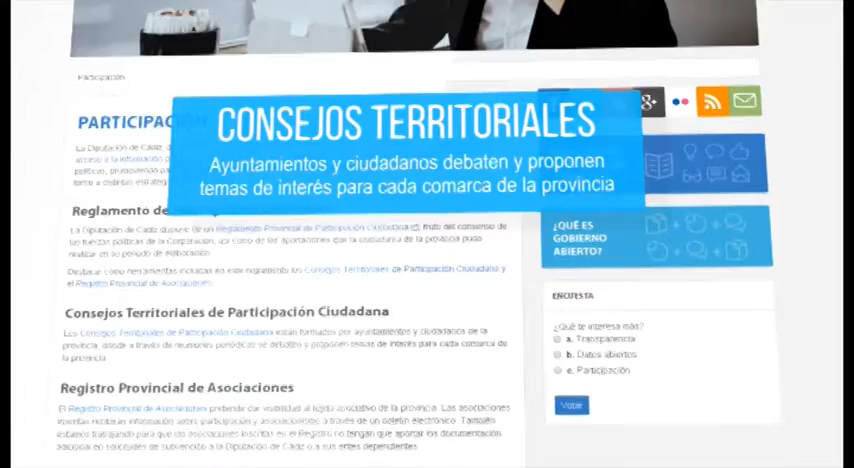 Participación
PARTICIPACIÓN
CONSEJOS TERRITORIALES
Ayuntamientos y ciudadanos debaten y proponen
temas de interés para cada comarca de la provincia
La Diputación de Cádiz,
acceso a la información
Reglamento de
La Diputación de Cádiz dispone de un Reglamento Provincial de Participación Ciudadana, fruto del consenso de
las fuerzas políticas de la Corporación, así como de las aportaciones que la ciudadanía de la provincia pudo
realizar en su periodo de elaboración.
Destacar como herramientas incluidas en este reglamento los Consejos Territoriales de Participación Ciudadana y
el Registro Provincial de Asociaciones.
Consejos Territoriales de Participación Ciudadana
Los Consejos Territoriales de Participación Ciudadana están formados por ayuntamientos y ciudadanos de la
provincia, donde a través de reuniones periódicas se debaten y proponen temas de interés para cada comarca de
la provincia
Registro Provincial de Asociaciones
El Registro Provincial de Asociaciones pretende dar visibilidad al tejido asociativo de la provincia. Las asociaciones
inscritas recibirán información sobre participación y asociacionismo a través de un boletín electrónico. También
estamos trabajando para que las asociaciones inscritas en el Registro no tengan que aportar los documentación
adicional en solicitudes de subvención a la Diputación de Cádiz o a sus entes dependientes.
g+
¿QUÉ ES
GOBIERNO
ABIERTO?
ENCUESTA
¿Qué te interesa más?
a. Transparencia
b. Datos abiertos
c. Participación
Votar